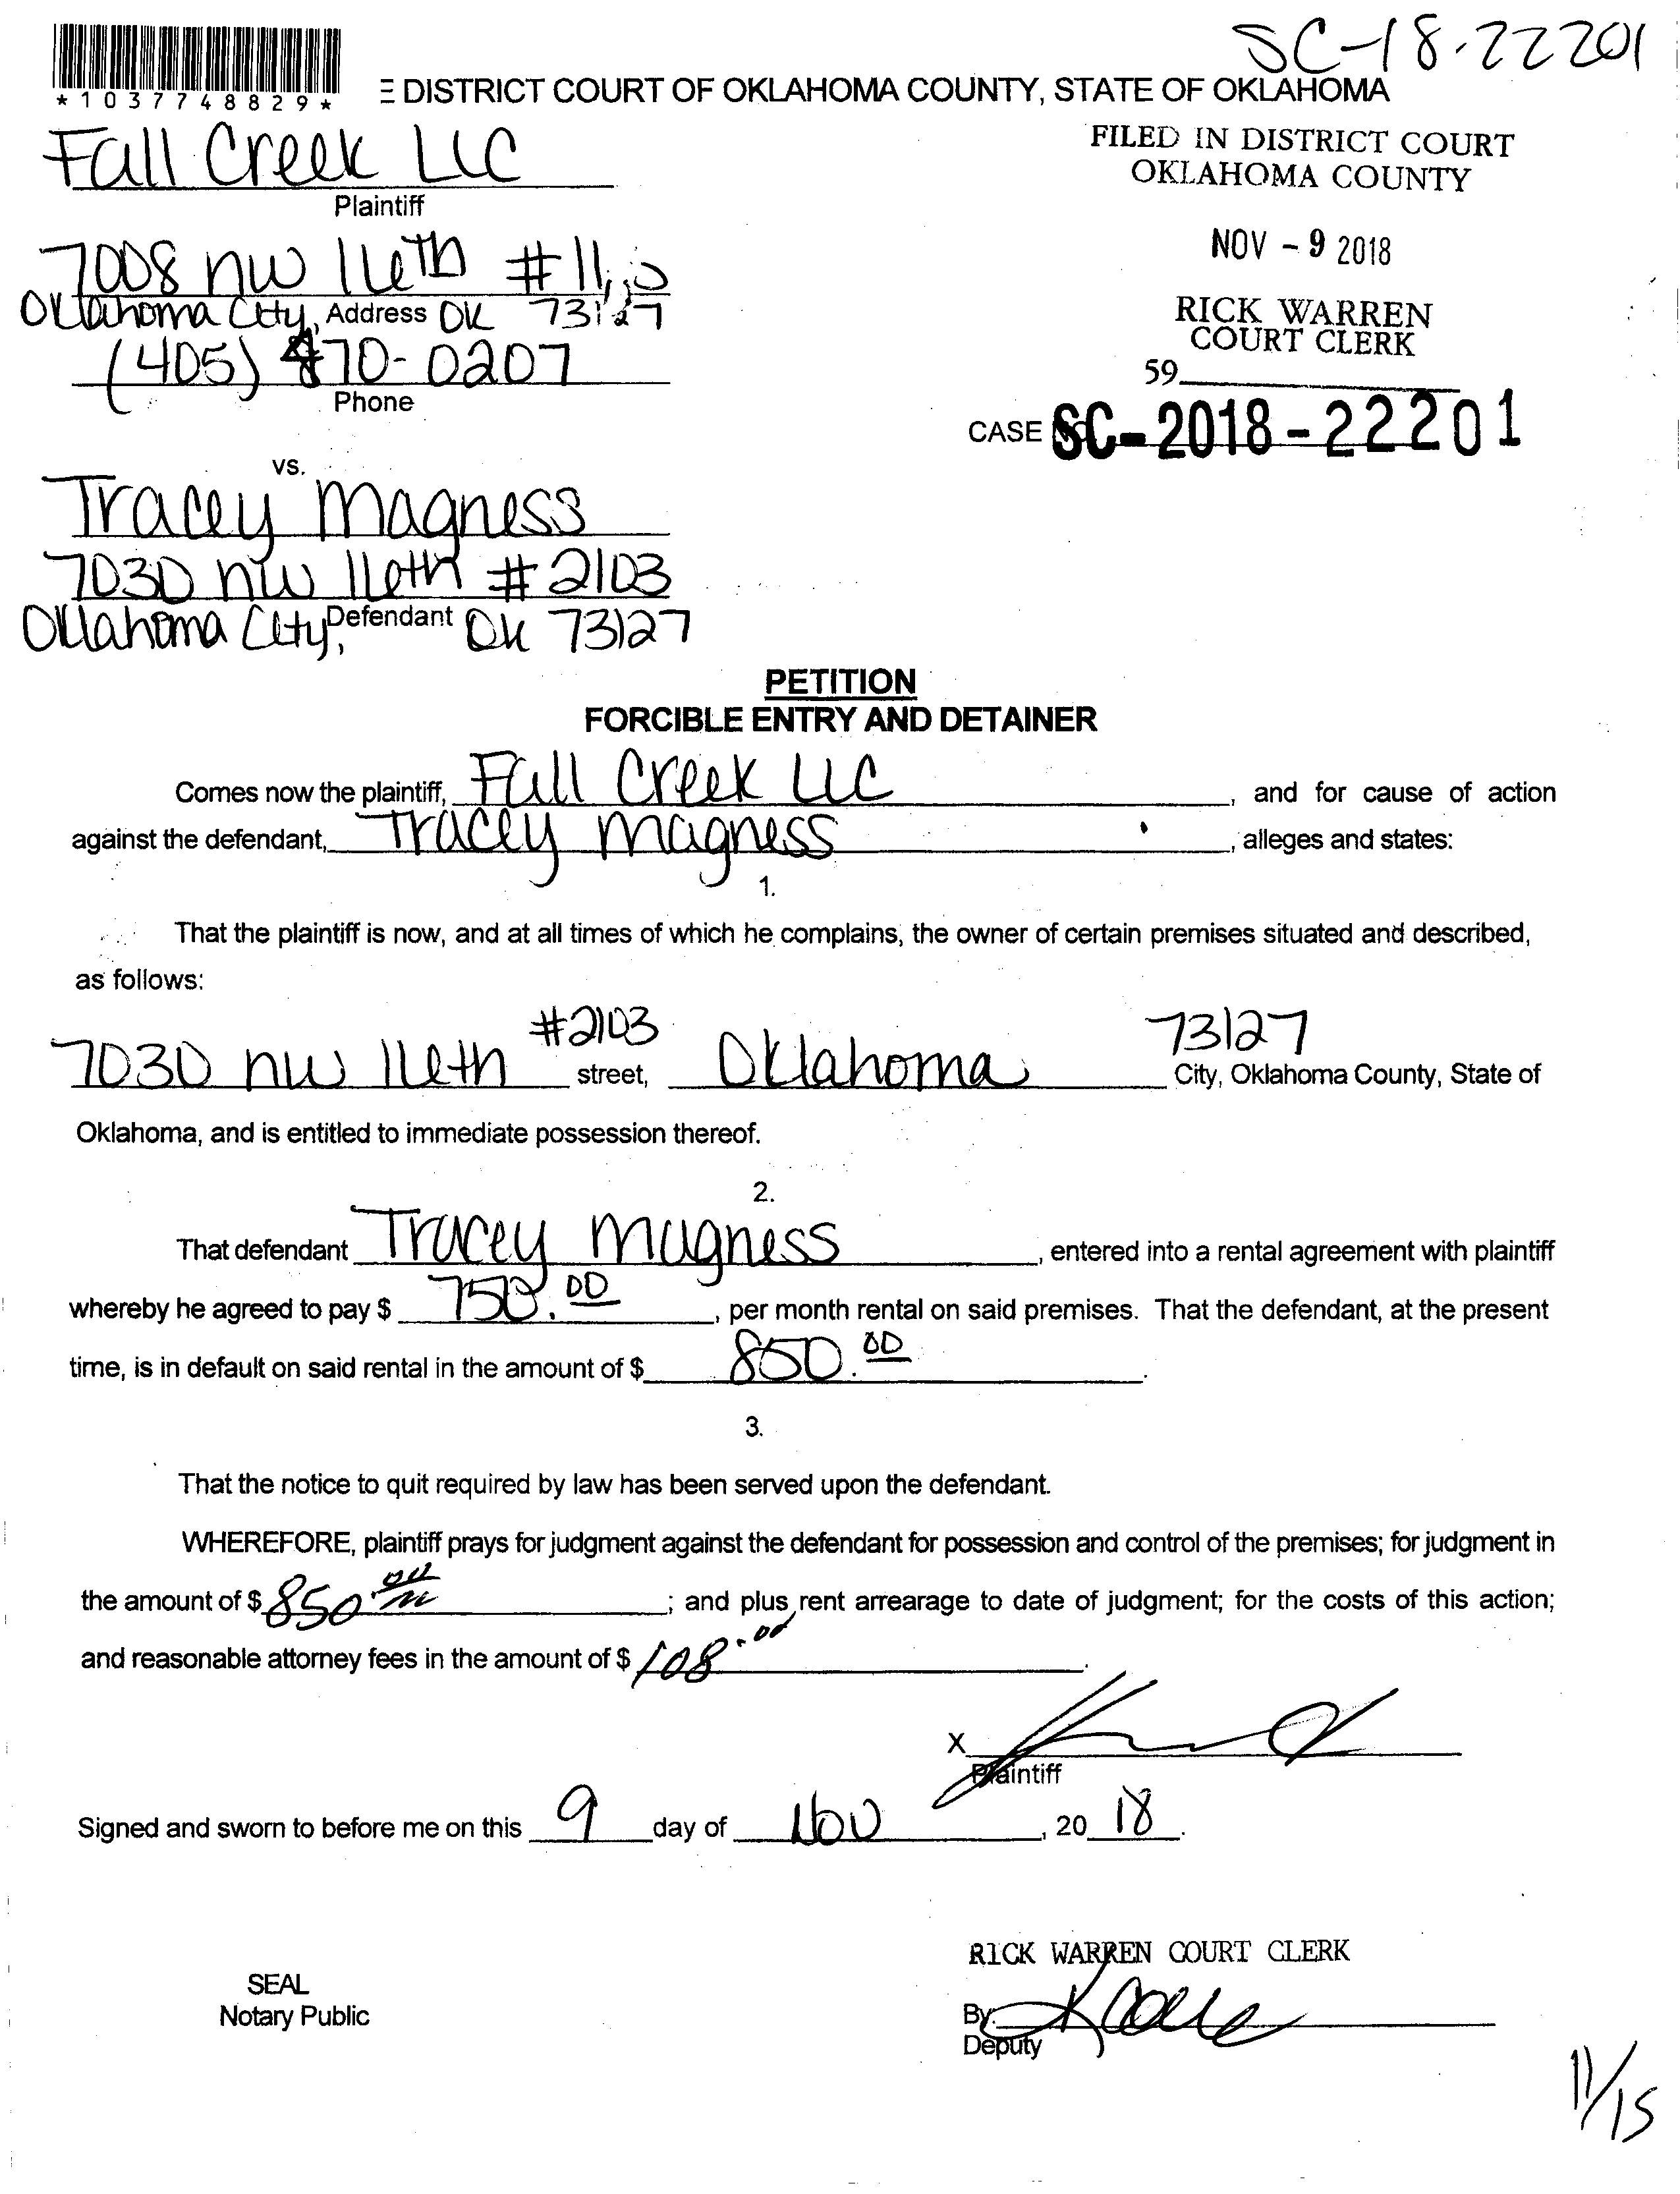 SC-18-22201
*1037748829*
E DISTRICT COURT OF OKLAHOMA COUNTY, STATE OF OKLAHOMA
Fall Creek LLC
Plaintiff
FILED IN DISTRICT COURT
OKLAHOMA COUNTY
NOV - 9 2018
RICK WARREN
COURT CLERK
59
7008 NW 16th
Oklahoma City, Address OK 73127
(405) 470-0207
Phone
CASE SC-2018-22201
vs.
Tracey Magness
7030 NW 16th #2103
Oklahoma City, Defendant OK 73127
PETITION
FORCIBLE ENTRY AND DETAINER
Comes now the plaintiff, Fall Creek LLC, and for cause of action
against the defendant, Tracey Magness, alleges and states:
1.
That the plaintiff is now, and at all times of which he complains, the owner of certain premises situated and described,
as follows:
7030 NW 16th #2103 street, Oklahoma 73127 City, Oklahoma County, State of
Oklahoma, and is entitled to immediate possession thereof.
2.
That defendant Tracey Magness, entered into a rental agreement with plaintiff
whereby he agreed to pay $ 750.00, per month rental on said premises. That the defendant, at the present
time, is in default on said rental in the amount of $ 850.00.
3.
That the notice to quit required by law has been served upon the defendant.
WHEREFORE, plaintiff prays for judgment against the defendant for possession and control of the premises; for judgment in
the amount of $ 850.00; and plus rent arrearage to date of judgment; for the costs of this action;
and reasonable attorney fees in the amount of $ 108.00.
X
Plaintiff
Signed and sworn to before me on this 9 day of Nov, 20 18.
RICK WARREN COURT CLERK
SEAL
Notary Public
By:
Deputy
11/15